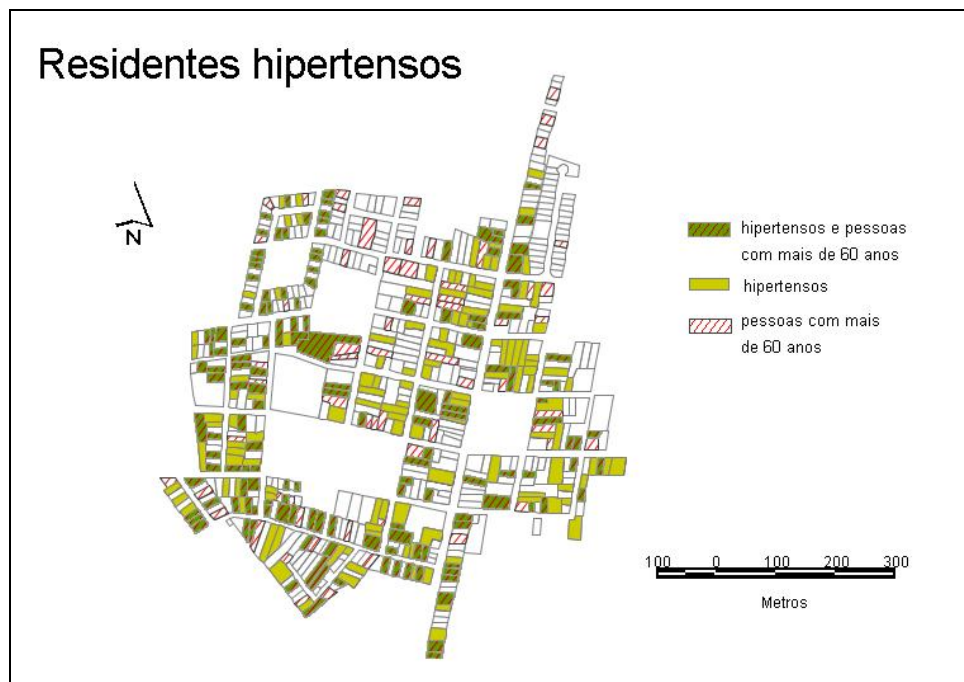 Residentes hipertensos
N
hipertensos e pessoas
com mais de 60 anos
hipertensos
pessoas com mais
de 60 anos
100 0 100 200 300
Metros